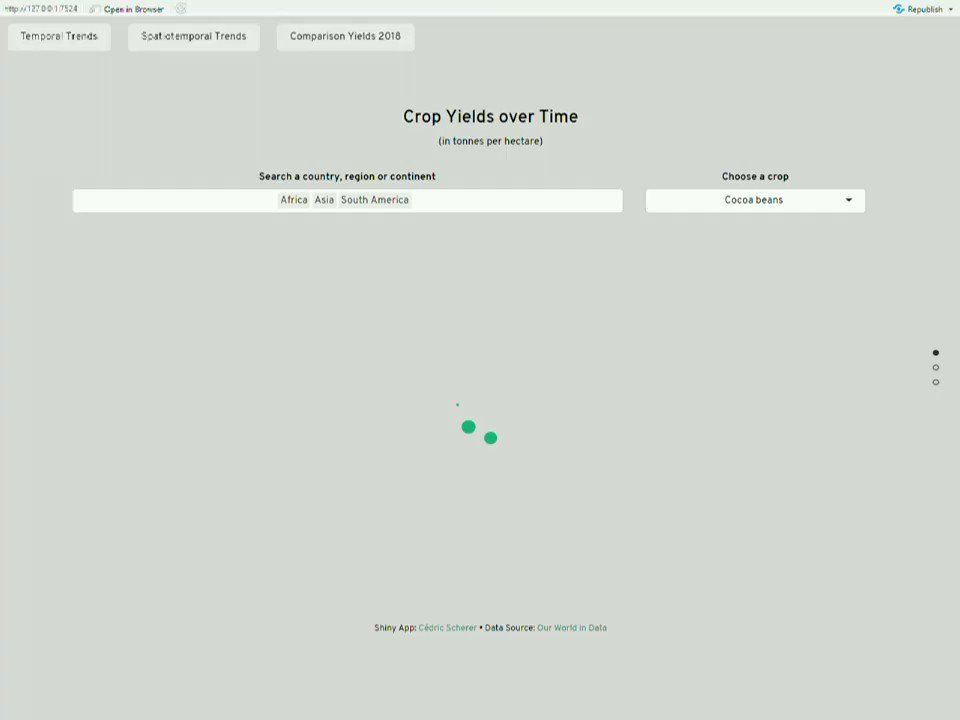 http://127.0.0.1:7524 Open in Browser Republish
Temporal Trends Spatiotemporal Trends Comparison Yields 2018
Crop Yields over Time
(in tonnes per hectare)
Search a country, region or continent Choose a crop
Africa Asia South America Cocoa beans
Shiny App: Cédric Scherer • Data Source: Our World in Data